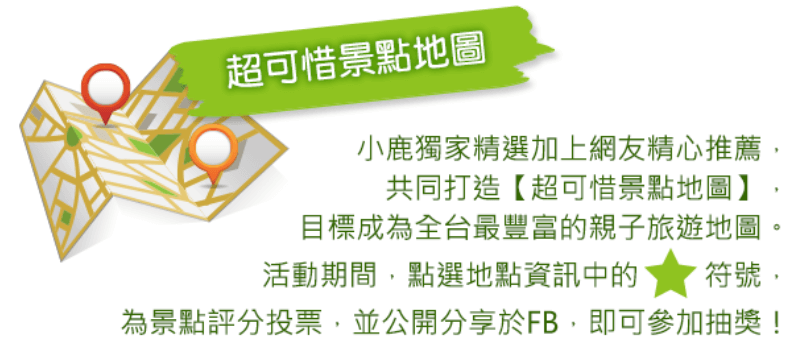 超可惜景點地圖
小鹿獨家精選加上網友精心推薦，
共同打造【超可惜景點地圖】，
目標成為全台最豐富的親子旅遊地圖。
活動期間，點選地點資訊中的★符號，
為景點評分投票，並公開分享於FB，即可參加抽獎！